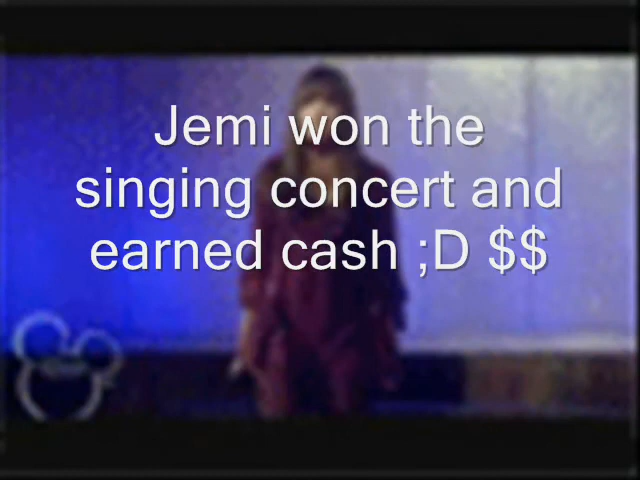 Jemi won the
singing concert and
earned cash ;D $$